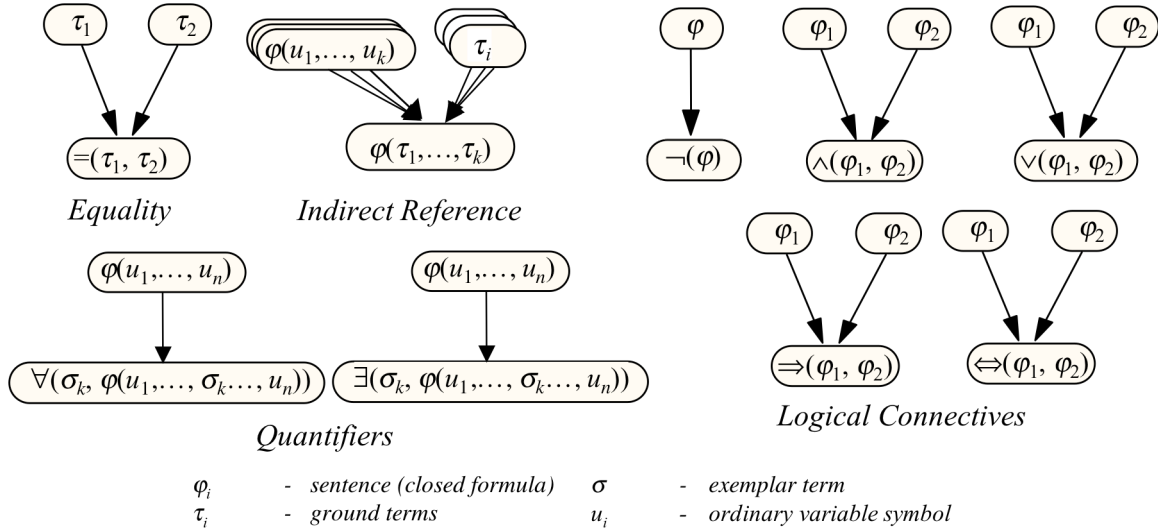 τ₁ τ₂ φ(u₁,…, uₖ) τᵢ φ φ₁ φ₂ φ₁ φ₂
=(τ₁, τ₂) φ(τ₁,…,τₖ) ¬(φ) ∧(φ₁, φ₂) ∨(φ₁, φ₂)
Equality Indirect Reference
φ₁ φ₂ φ₁ φ₂
φ(u₁,…, uₙ) φ(u₁,…, uₙ)
∀(σₖ, φ(u₁,…, σₖ…, uₙ)) ∃(σₖ, φ(u₁,…, σₖ…, uₙ)) ⇒(φ₁, φ₂) ⇔(φ₁, φ₂)
Quantifiers Logical Connectives
φᵢ - sentence (closed formula) σ - exemplar term
τᵢ - ground terms uᵢ - ordinary variable symbol